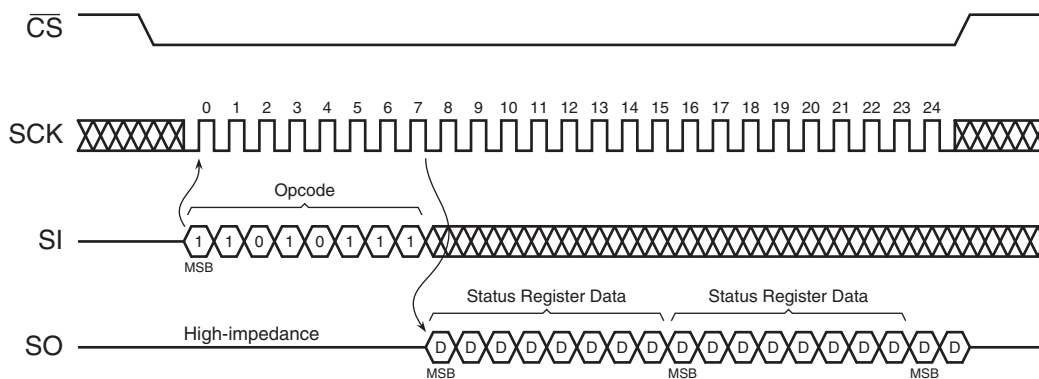 CS
0 1 2 3 4 5 6 7 8 9 10 11 12 13 14 15 16 17 18 19 20 21 22 23 24
SCK
Opcode
SI 1 1 0 1 0 1 1 1
MSB
Status Register Data Status Register Data
High-impedance
SO D D D D D D D D D D D D D D D D D D
MSB MSB MSB